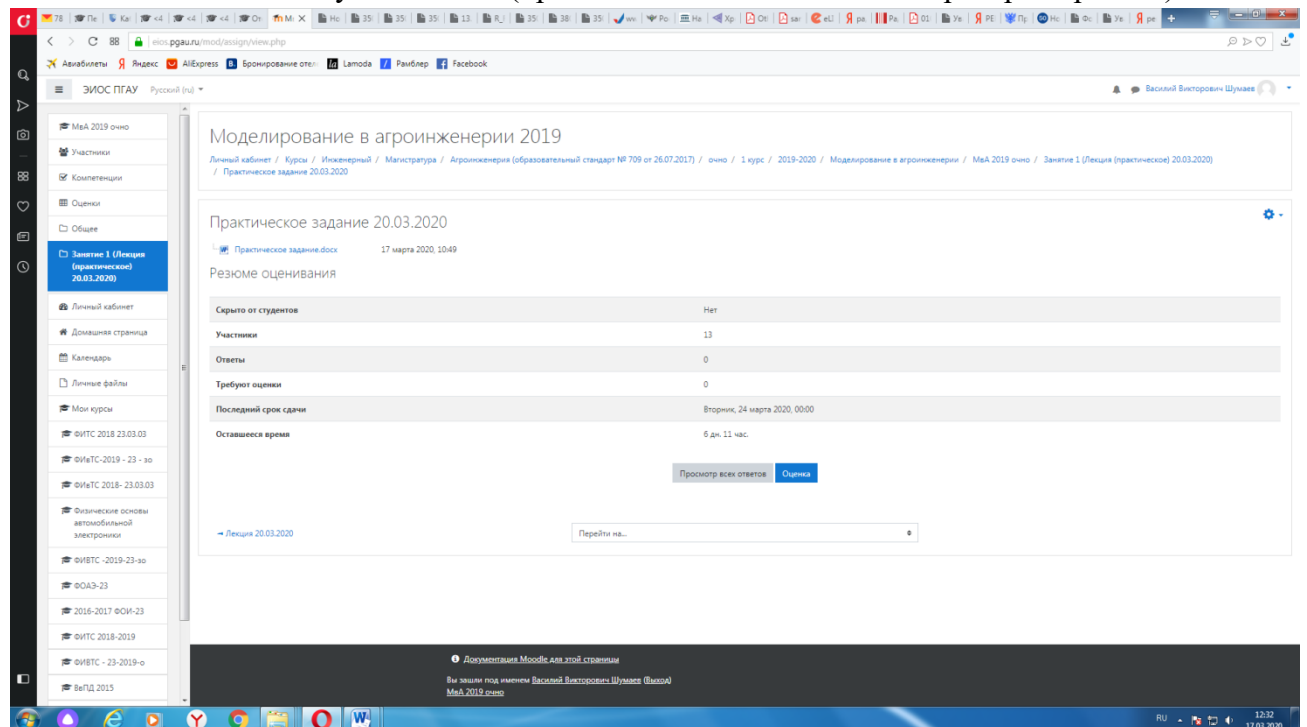 eios.pgau.ru/mod/assign/view.php
Авиабилеты Яндекс AliExpress Бронирование отел Lamoda Рамблер Facebook
ЭИОС ПГАУ Русский (ru)
Василий Викторович Шумаев
МвА 2019 очно
Участники
Компетенции
Оценки
Общее
Занятие 1 (Лекция
(практическое)
20.03.2020)
Личный кабинет
Домашняя страница
Календарь
Личные файлы
Мои курсы
ФИТС 2018 23.03.03
ФИвТС-2019 - 23 - зо
ФИвТС 2018- 23.03.03
Физические основы
автомобильной
электроники
ФИВТС -2019-23-зо
ФОАЭ-23
2016-2017 ФОИ-23
ФИТС 2018-2019
ФИВТС - 23-2019-о
ВеПД 2015
Моделирование в агроинженерии 2019
Личный кабинет / Курсы / Инженерный / Магистратура / Агроинженерия (образовательный стандарт № 709 от 26.07.2017) / очно / 1 курс / 2019-2020 / Моделирование в агроинженерии / МвА 2019 очно / Занятие 1 (Лекция (практическое) 20.03.2020)
/ Практическое задание 20.03.2020
Практическое задание 20.03.2020
Практическое задание.docx 17 марта 2020, 10:49
Резюме оценивания
Скрыто от студентов Нет
Участники 13
Ответы 0
Требуют оценки 0
Последний срок сдачи Вторник, 24 марта 2020, 00:00
Оставшееся время 6 дн. 11 час.
Просмотр всех ответов Оценка
→ Лекция 20.03.2020 Перейти на...
Документация Moodle для этой страницы
Вы зашли под именем Василий Викторович Шумаев (Выход)
МвА 2019 очно
RU 12:32
17.03.2020